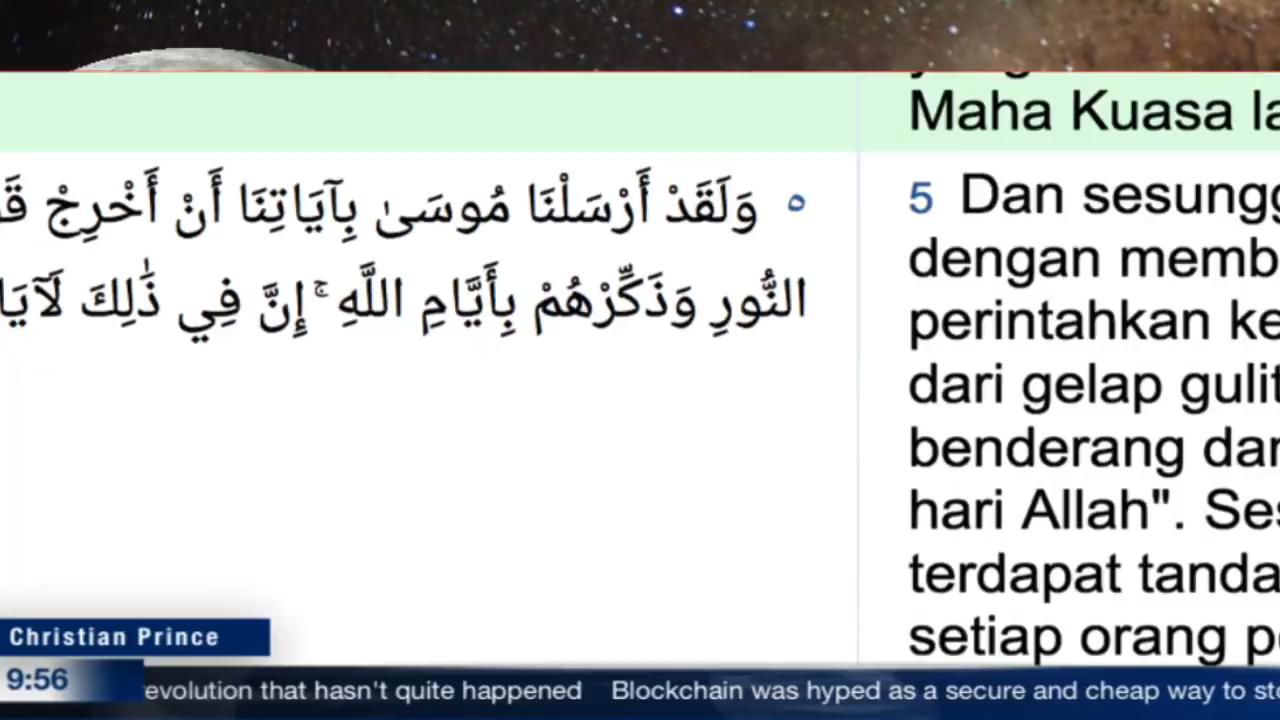 Maha Kuasa
٥ وَلَقَدْ أَرْسَلْنَا مُوسَىٰ بِآيَاتِنَا أَنْ أَخْرِجْ
النُّورِ وَذَكِّرْهُمْ بِأَيَّامِ اللَّهِ ۚ إِنَّ فِي ذَٰلِكَ
5 Dan
dengan
perintahkan
dari gelap
benderang
hari Allah".
terdapat
setiap orang
Christian Prince
9:56
that hasn't quite happened Blockchain was hyped as a secure and cheap way to